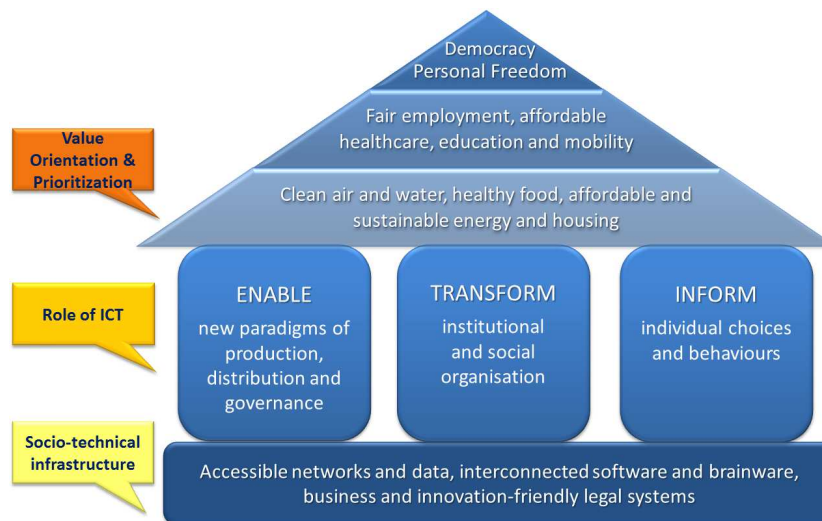 Democracy
Personal Freedom
Fair employment, affordable
healthcare, education and mobility
Value
Orientation &
Prioritization
Clean air and water, healthy food, affordable and
sustainable energy and housing
Role of ICT
ENABLE
new paradigms of
production,
distribution and
governance
TRANSFORM
institutional
and social
organisation
INFORM
individual choices
and behaviours
Socio-technical
infrastructure
Accessible networks and data, interconnected software and brainware,
business and innovation-friendly legal systems